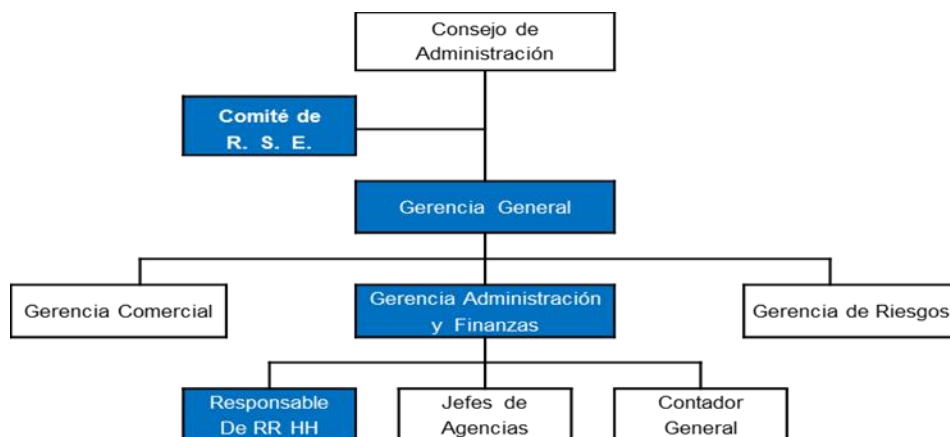 Consejo de
Administración
Comité de
R. S. E.
Gerencia General
Gerencia Comercial
Gerencia Administración
y Finanzas
Gerencia de Riesgos
Responsable
De RR HH
Jefes de
Agencias
Contador
General